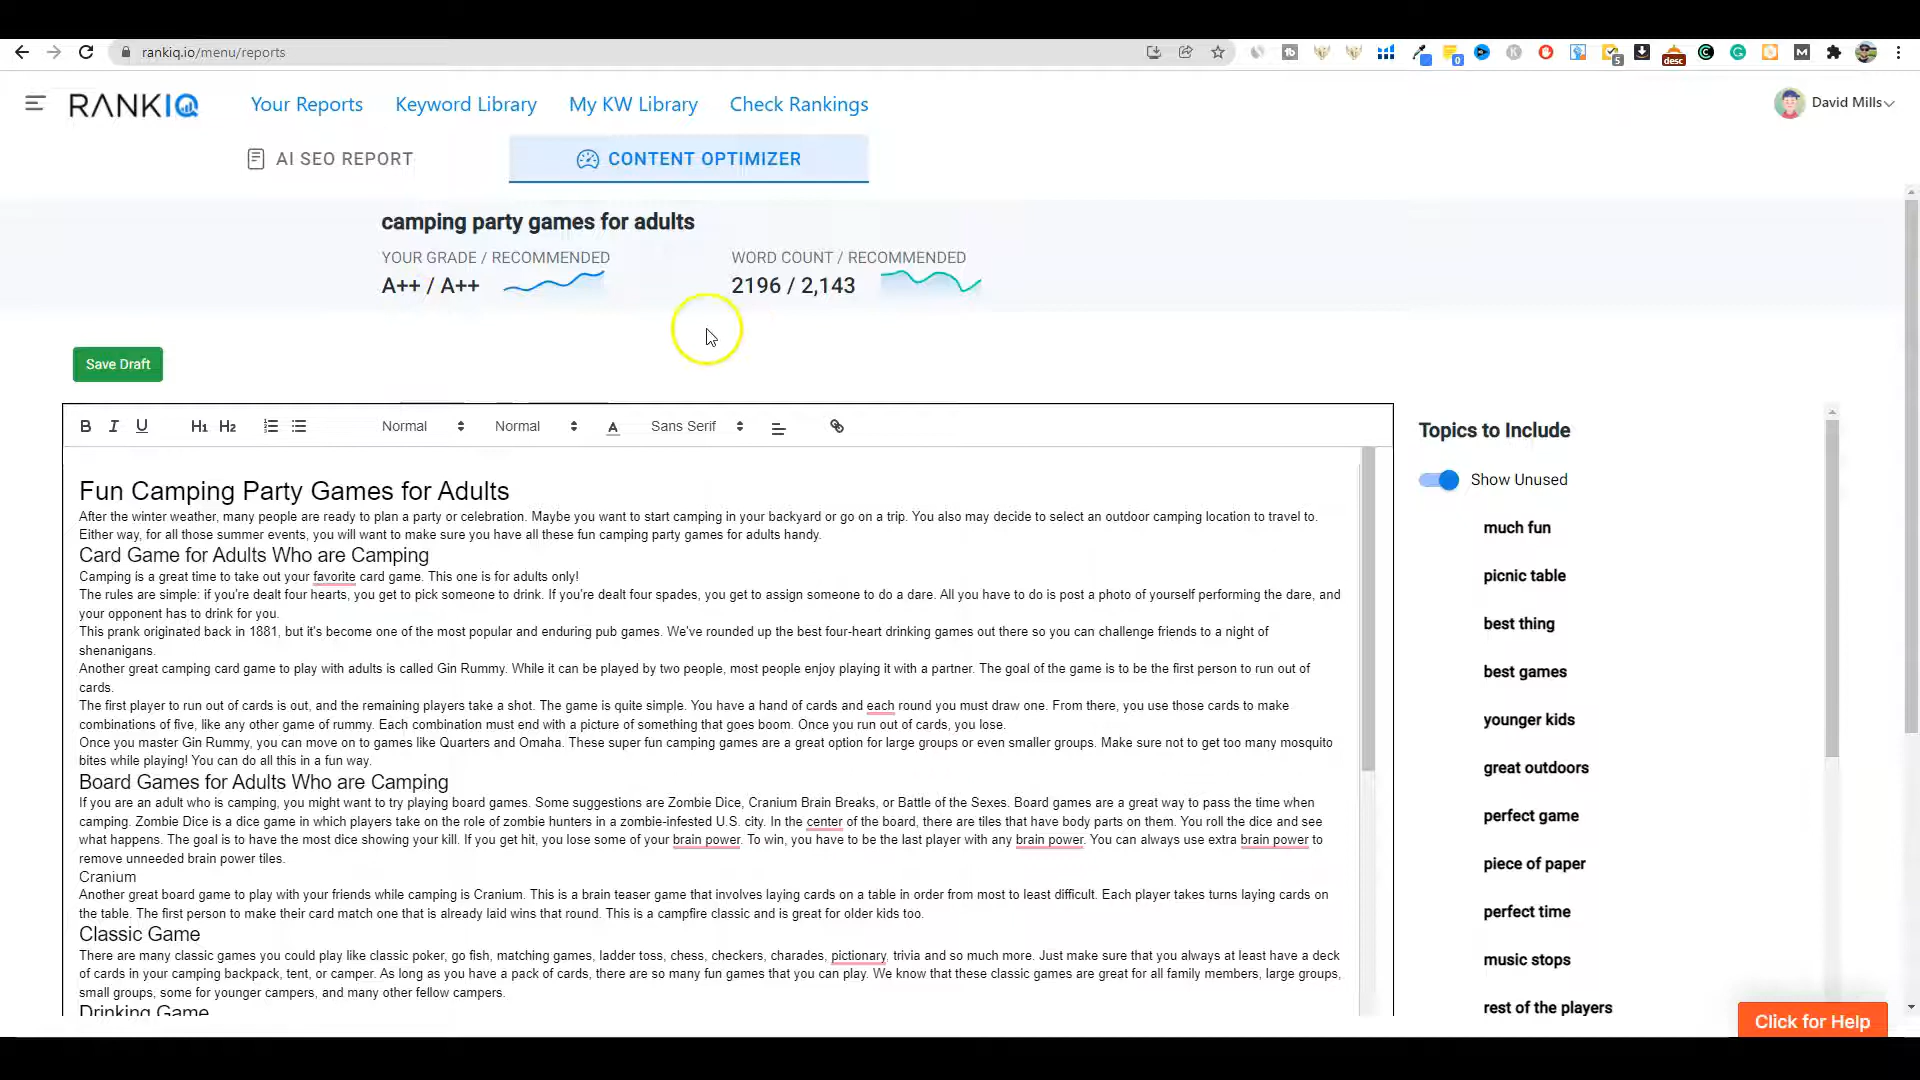 rankiq.io/menu/reports
0
5
desc
RANKIQ
Your Reports
Keyword Library
My KW Library
Check Rankings
David Mills
AI SEO REPORT
CONTENT OPTIMIZER
camping party games for adults
YOUR GRADE / RECOMMENDED
WORD COUNT / RECOMMENDED
A++ / A++
2196 / 2,143
Save Draft
B I U H1 H2 Normal Normal A Sans Serif
Topics to Include
Show Unused
Fun Camping Party Games for Adults
After the winter weather, many people are ready to plan a party or celebration. Maybe you want to start camping in your backyard or go on a trip. You also may decide to select an outdoor camping location to travel to.
Either way, for all those summer events, you will want to make sure you have all these fun camping party games for adults handy.
Card Game for Adults Who are Camping
Camping is a great time to take out your favorite card game. This one is for adults only!
The rules are simple: if you're dealt four hearts, you get to pick someone to drink. If you're dealt four spades, you get to assign someone to do a dare. All you have to do is post a photo of yourself performing the dare, and
your opponent has to drink for you.
This prank originated back in 1881, but it's become one of the most popular and enduring pub games. We've rounded up the best four-heart drinking games out there so you can challenge friends to a night of
shenanigans.
Another great camping card game to play with adults is called Gin Rummy. While it can be played by two people, most people enjoy playing it with a partner. The goal of the game is to be the first person to run out of
cards.
The first player to run out of cards is out, and the remaining players take a shot. The game is quite simple. You have a hand of cards and each round you must draw one. From there, you use those cards to make
combinations of five, like any other game of rummy. Each combination must end with a picture of something that goes boom. Once you run out of cards, you lose.
Once you master Gin Rummy, you can move on to games like Quarters and Omaha. These super fun camping games are a great option for large groups or even smaller groups. Make sure not to get too many mosquito
bites while playing! You can do all this in a fun way.
Board Games for Adults Who are Camping
If you are an adult who is camping, you might want to try playing board games. Some suggestions are Zombie Dice, Cranium Brain Breaks, or Battle of the Sexes. Board games are a great way to pass the time when
camping. Zombie Dice is a dice game in which players take on the role of zombie hunters in a zombie-infested U.S. city. In the center of the board, there are tiles that have body parts on them. You roll the dice and see
what happens. The goal is to have the most dice showing your kill. If you get hit, you lose some of your brain power. To win, you have to be the last player with any brain power. You can always use extra brain power to
remove unneeded brain power tiles.
Cranium
Another great board game to play with your friends while camping is Cranium. This is a brain teaser game that involves laying cards on a table in order from most to least difficult. Each player takes turns laying cards on
the table. The first person to make their card match one that is already laid wins that round. This is a campfire classic and is great for older kids too.
Classic Game
There are many classic games you could play like classic poker, go fish, matching games, ladder toss, chess, checkers, charades, pictionary, trivia and so much more. Just make sure that you always at least have a deck
of cards in your camping backpack, tent, or camper. As long as you have a pack of cards, there are so many fun games that you can play. We know that these classic games are great for all family members, large groups,
small groups, some for younger campers, and many other fellow campers.
Drinking Game
much fun
picnic table
best thing
best games
younger kids
great outdoors
perfect game
piece of paper
perfect time
music stops
rest of the players
Click for Help